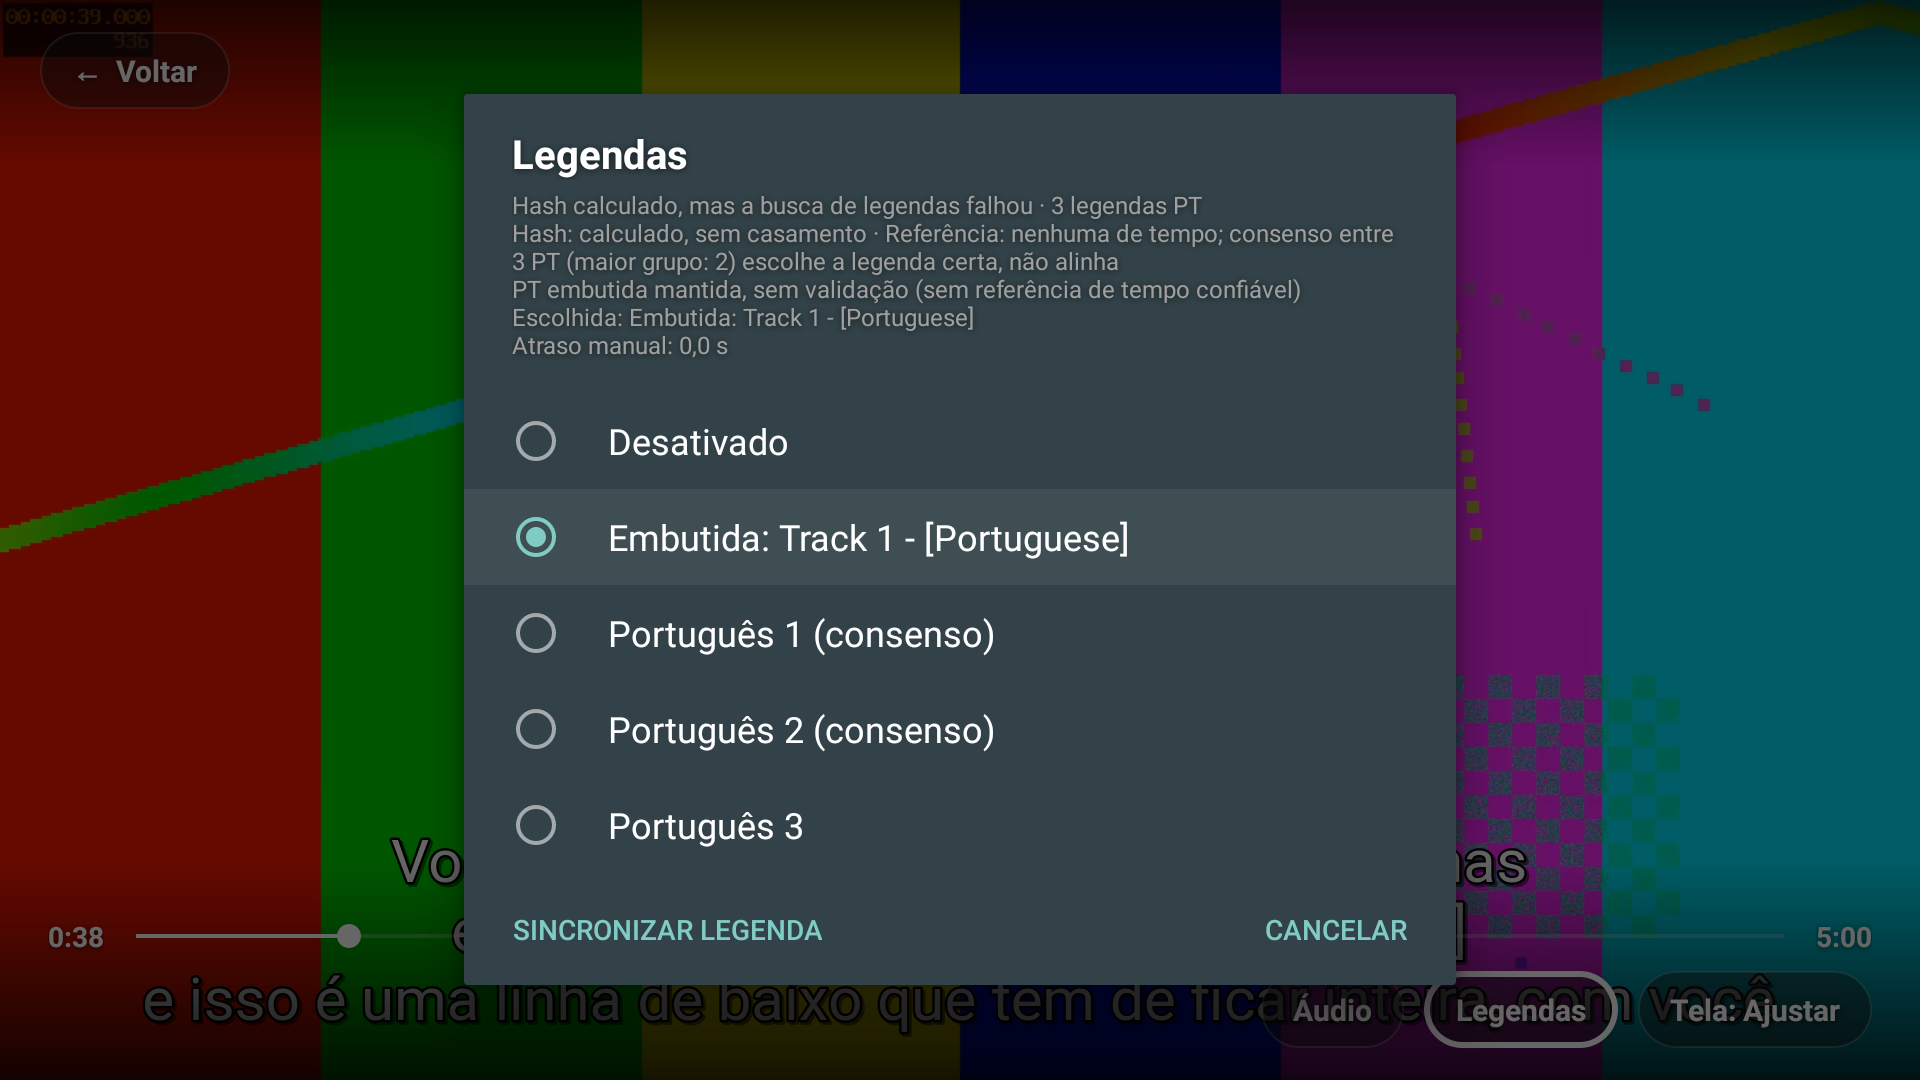 00:00:39.000
936
← Voltar
Legendas
Hash calculado, mas a busca de legendas falhou · 3 legendas PT
Hash: calculado, sem casamento · Referência: nenhuma de tempo; consenso entre
3 PT (maior grupo: 2) escolhe a legenda certa, não alinha
PT embutida mantida, sem validação (sem referência de tempo confiável)
Escolhida: Embutida: Track 1 - [Portuguese]
Atraso manual: 0,0 s
Desativado
Embutida: Track 1 - [Portuguese]
Português 1 (consenso)
Português 2 (consenso)
Português 3
SINCRONIZAR LEGENDA
CANCELAR
0:38
5:00
e isso é uma linha de baixo que tem de ficar inteira, com você
Áudio
Legendas
Tela: Ajustar